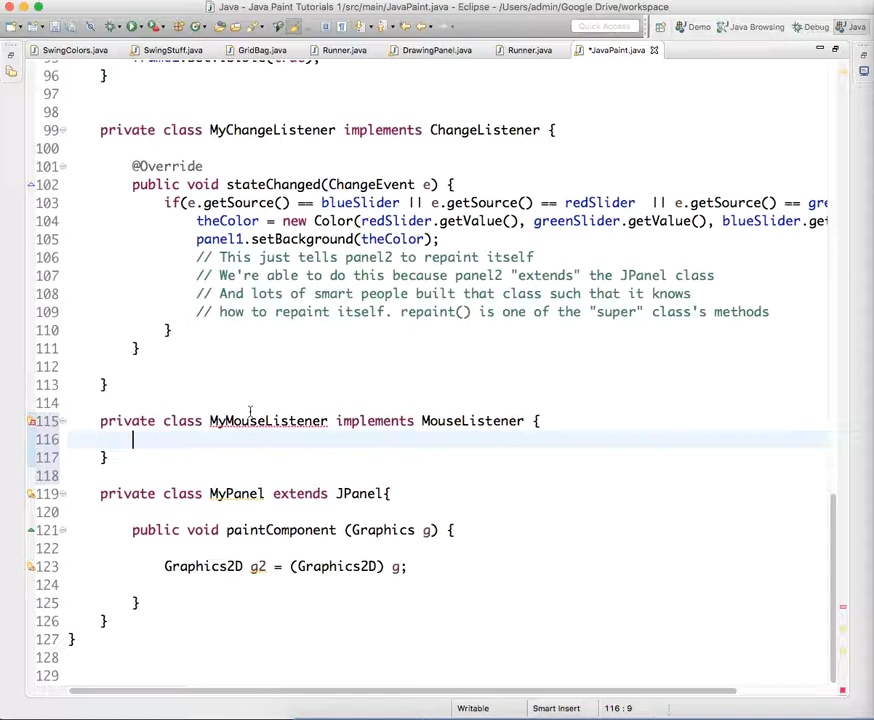 Java - Java Paint Tutorials 1/src/main/JavaPaint.java - Eclipse - /Users/admin/Google Drive/workspace
Quick Access
Demo
Java Browsing
Debug
Java
SwingColors.java
SwingStuff.java
GridBag.java
Runner.java
DrawingPanel.java
Runner.java
*JavaPaint.java
96 }
97
98
99 private class MyChangeListener implements ChangeListener {
100
101 @Override
102 public void stateChanged(ChangeEvent e) {
103 if(e.getSource() == blueSlider || e.getSource() == redSlider || e.getSource() == gre
104 theColor = new Color(redSlider.getValue(), greenSlider.getValue(), blueSlider.get
105 panel1.setBackground(theColor);
106 // This just tells panel2 to repaint itself
107 // We're able to do this because panel2 "extends" the JPanel class
108 // And lots of smart people built that class such that it knows
109 // how to repaint itself. repaint() is one of the "super" class's methods
110 }
111 }
112
113 }
114
115 private class MyMouseListener implements MouseListener {
116
117 }
118
119 private class MyPanel extends JPanel{
120
121 public void paintComponent (Graphics g) {
122
123 Graphics2D g2 = (Graphics2D) g;
124
125 }
126 }
127 }
128
129
Writable
Smart Insert
116 : 9